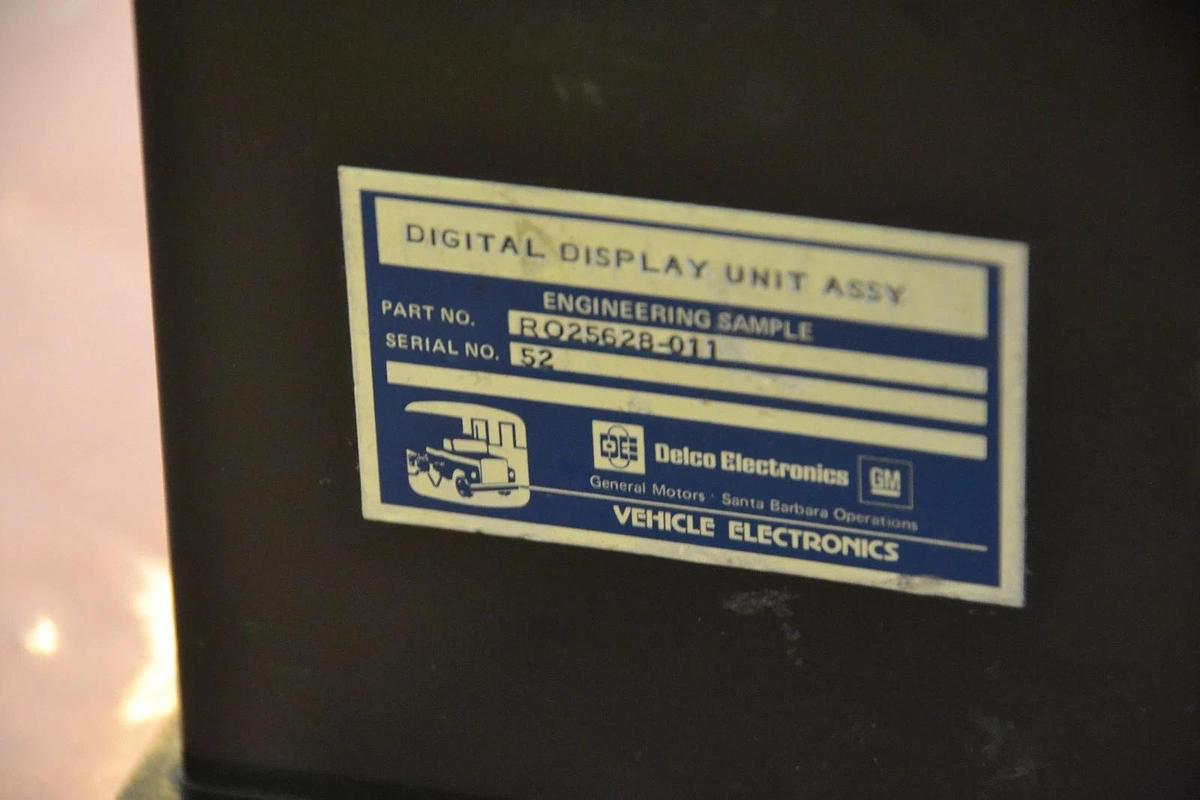 DIGITAL DISPLAY UNIT ASSY
ENGINEERING SAMPLE
PART NO. RO25628-011
SERIAL NO. 52
DE Delco Electronics GM
General Motors · Santa Barbara Operations
VEHICLE ELECTRONICS